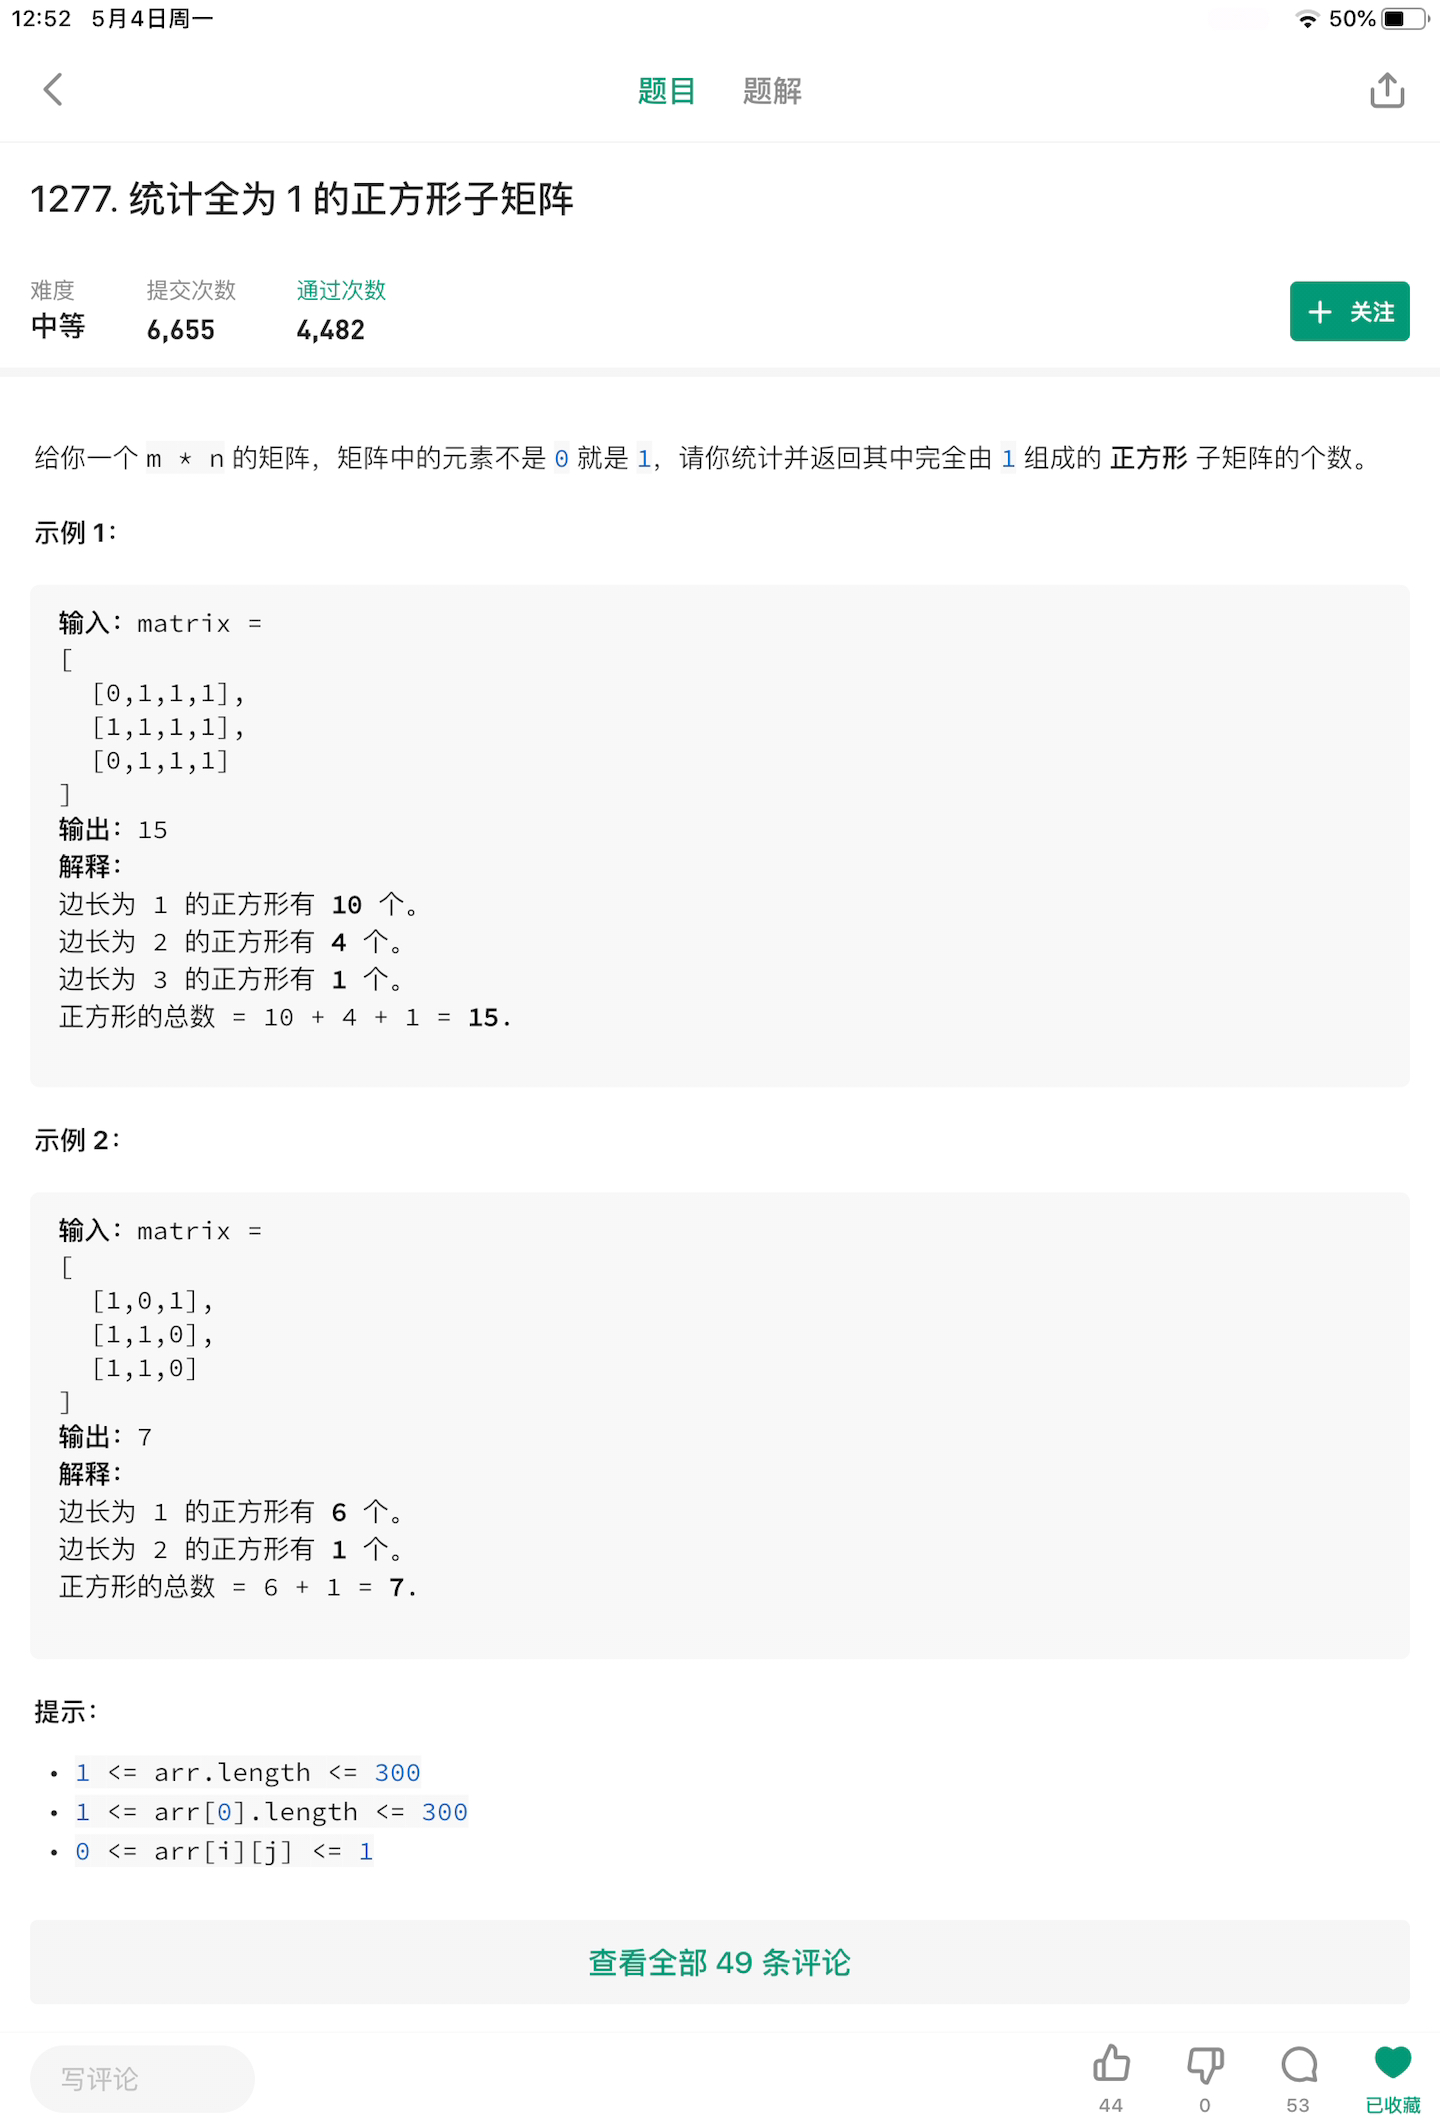 12:52 5月4日周一
50%
题目 题解
1277. 统计全为 1 的正方形子矩阵
难度 提交次数 通过次数
中等 6,655 4,482
+ 关注
给你一个 m * n 的矩阵，矩阵中的元素不是 0 就是 1，请你统计并返回其中完全由 1 组成的 正方形 子矩阵的个数。
示例 1：
输入：matrix =
[
  [0,1,1,1],
  [1,1,1,1],
  [0,1,1,1]
]
输出：15
解释：
边长为 1 的正方形有 10 个。
边长为 2 的正方形有 4 个。
边长为 3 的正方形有 1 个。
正方形的总数 = 10 + 4 + 1 = 15.
示例 2：
输入：matrix =
[
  [1,0,1],
  [1,1,0],
  [1,1,0]
]
输出：7
解释：
边长为 1 的正方形有 6 个。
边长为 2 的正方形有 1 个。
正方形的总数 = 6 + 1 = 7.
提示：
• 1 <= arr.length <= 300
• 1 <= arr[0].length <= 300
• 0 <= arr[i][j] <= 1
查看全部 49 条评论
写评论
44 0 53 已收藏